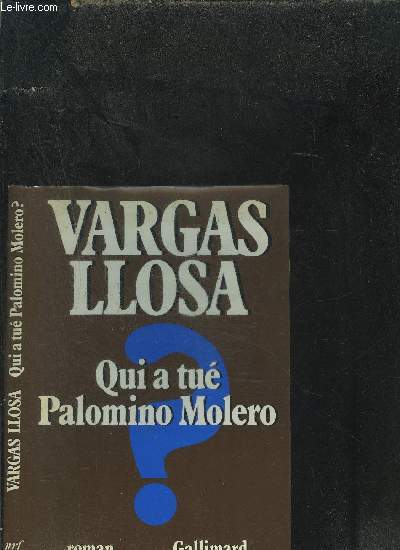 Le-livre.com
VARGAS
LLOSA
Qui a tué
Palomino Molero
?
roman Gallimard
VARGAS LLOSA Qui a tué Palomino Molero?
nrf